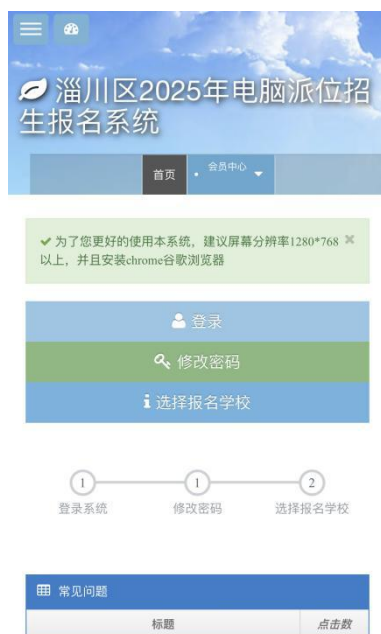 淄川区2025年电脑派位招
生报名系统
首页
会员中心
为了您更好的使用本系统，建议屏幕分辨率1280*768
以上，并且安装chrome谷歌浏览器
登录
修改密码
选择报名学校
1 1 2
登录系统 修改密码 选择报名学校
常见问题
标题 点击数